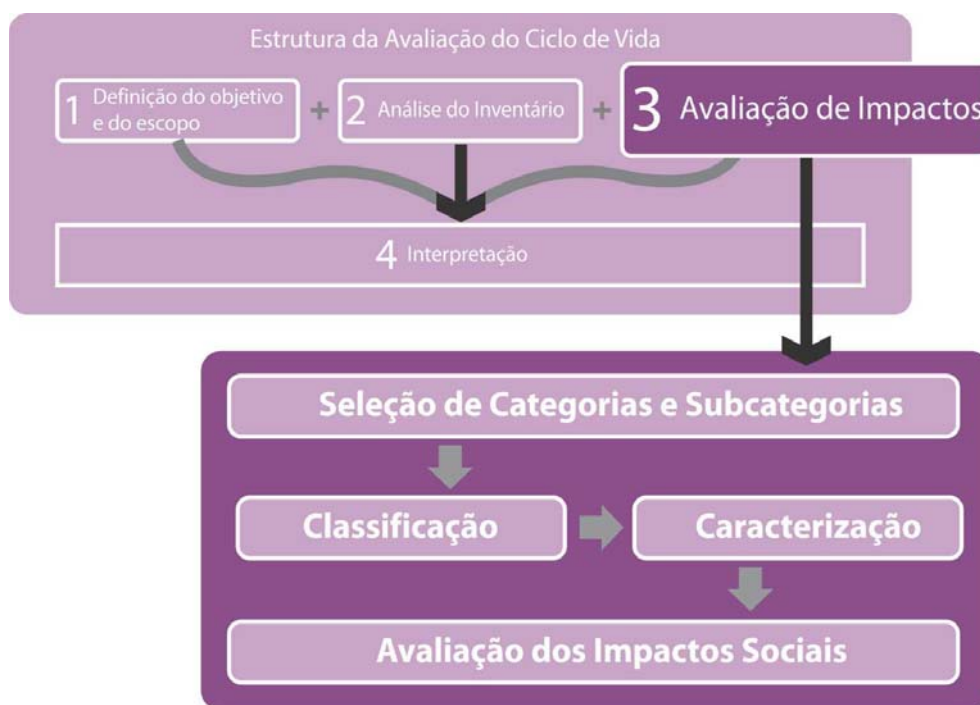 Estrutura da Avaliação do Ciclo de Vida
1 Definição do objetivo
e do escopo
+
2 Análise do Inventário
+
3 Avaliação de Impactos
4 Interpretação
Seleção de Categorias e Subcategorias
Classificação
Caracterização
Avaliação dos Impactos Sociais